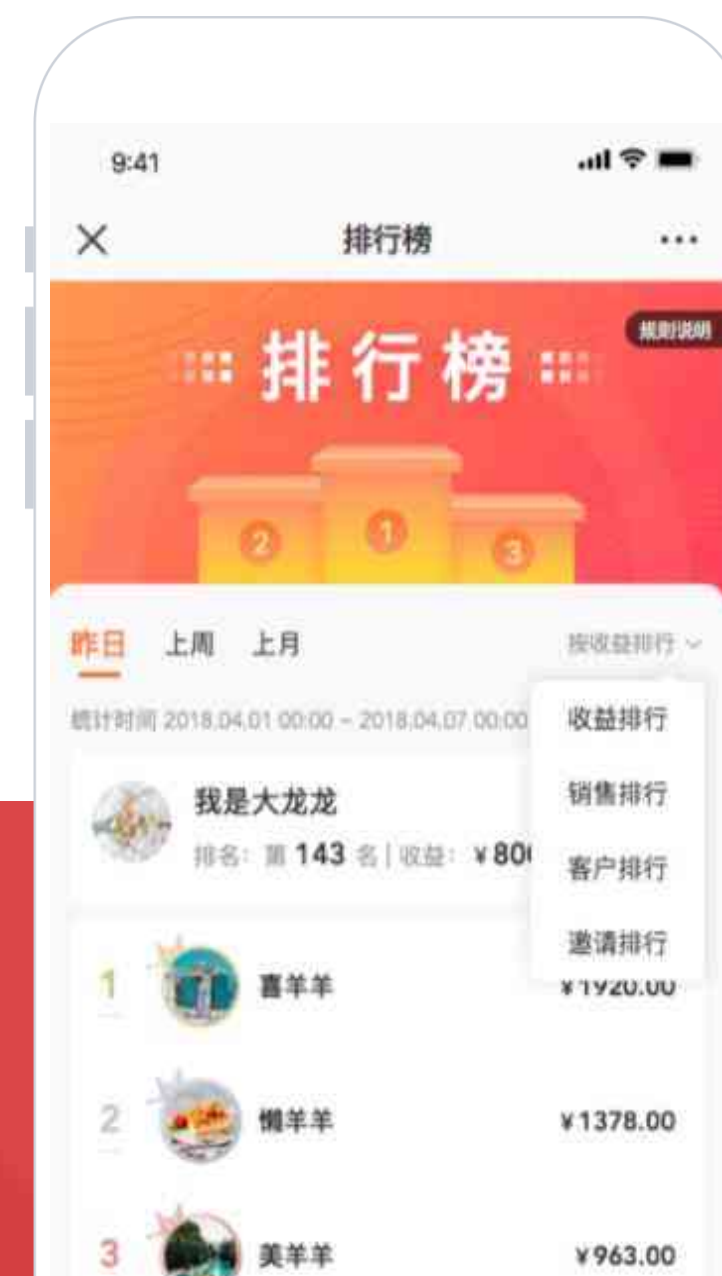 9:41
排行榜
规则说明
排行榜
2
1
3
昨日 上周 上月 按收益排行
统计时间 2018.04.01 00:00 ~ 2018.04.07 00:00
收益排行
销售排行
客户排行
邀请排行
我是大龙龙
排名: 第 143 名 | 收益: ¥80
1 喜羊羊 ¥1920.00
2 懒羊羊 ¥1378.00
3 美羊羊 ¥963.00